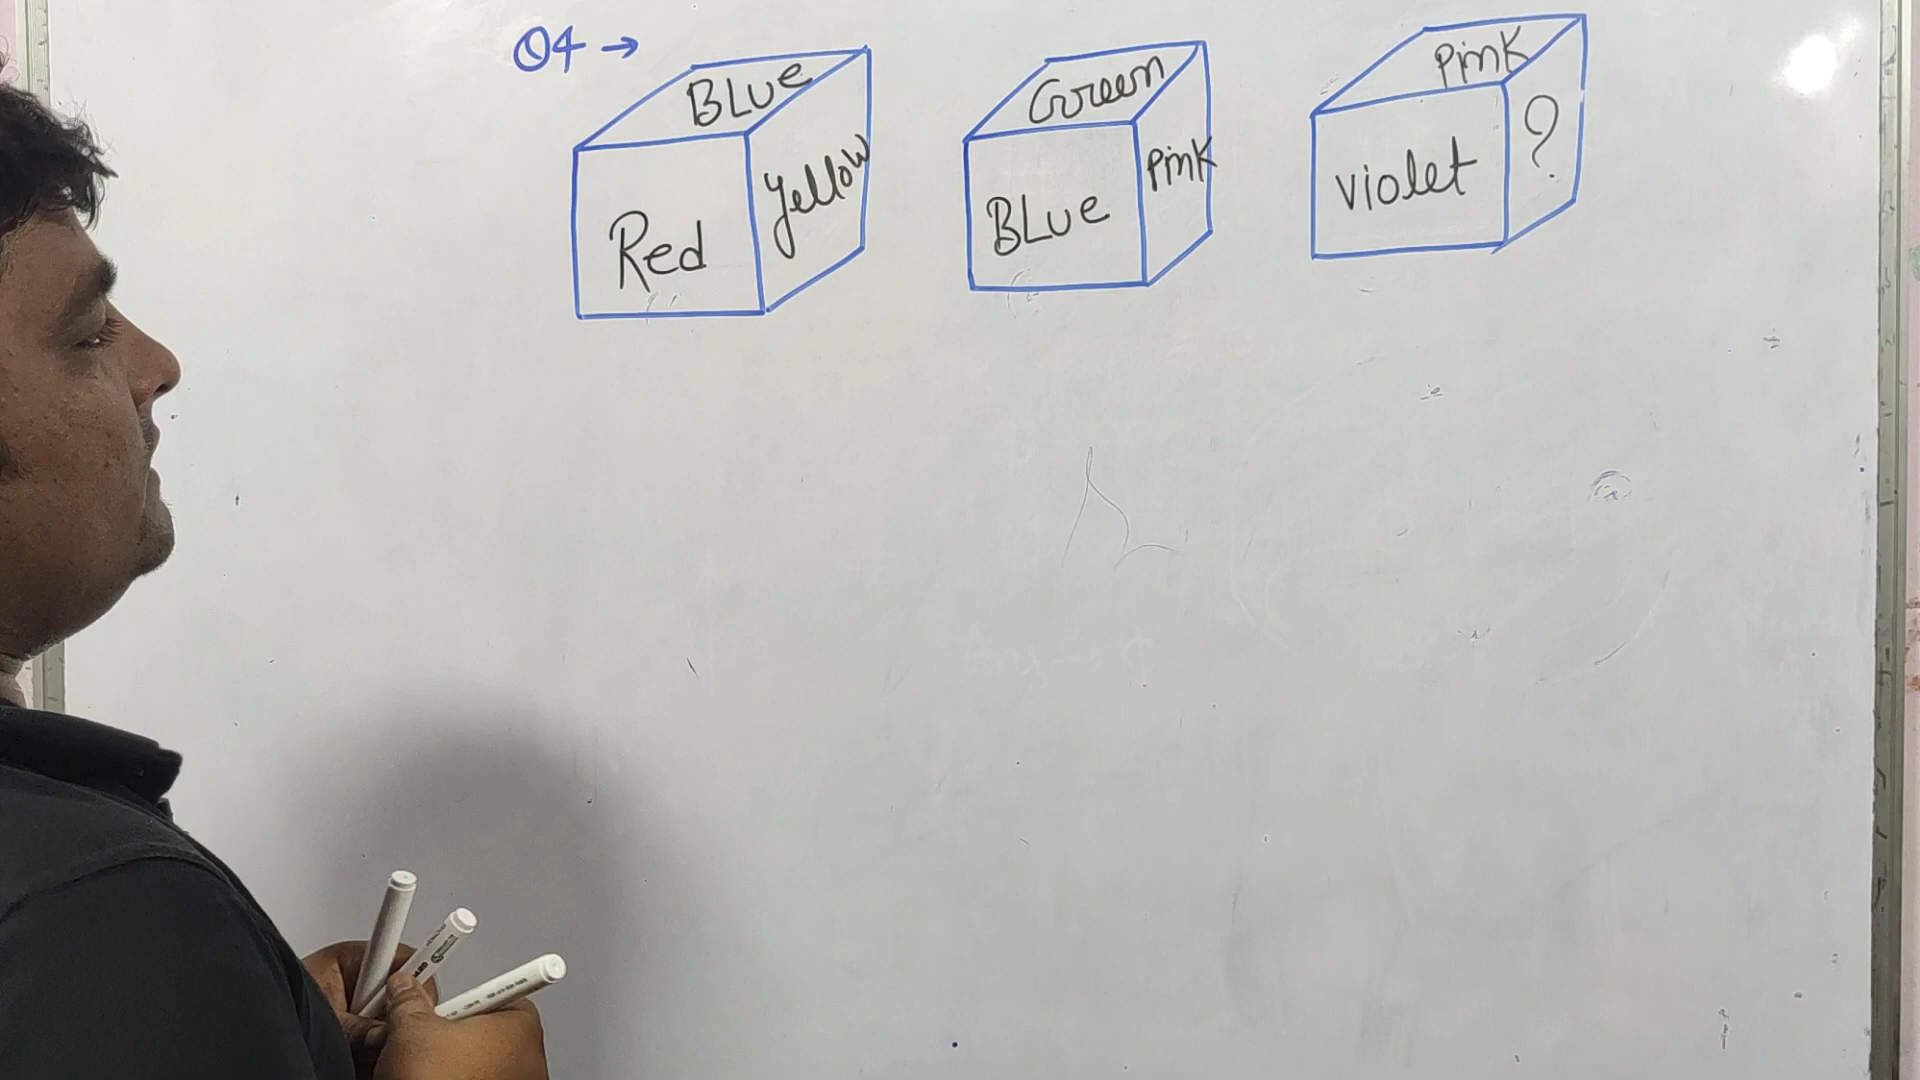 Q4 →
BLue
Red
Yellow
Green
BLue
Pink
Pink
violet
?